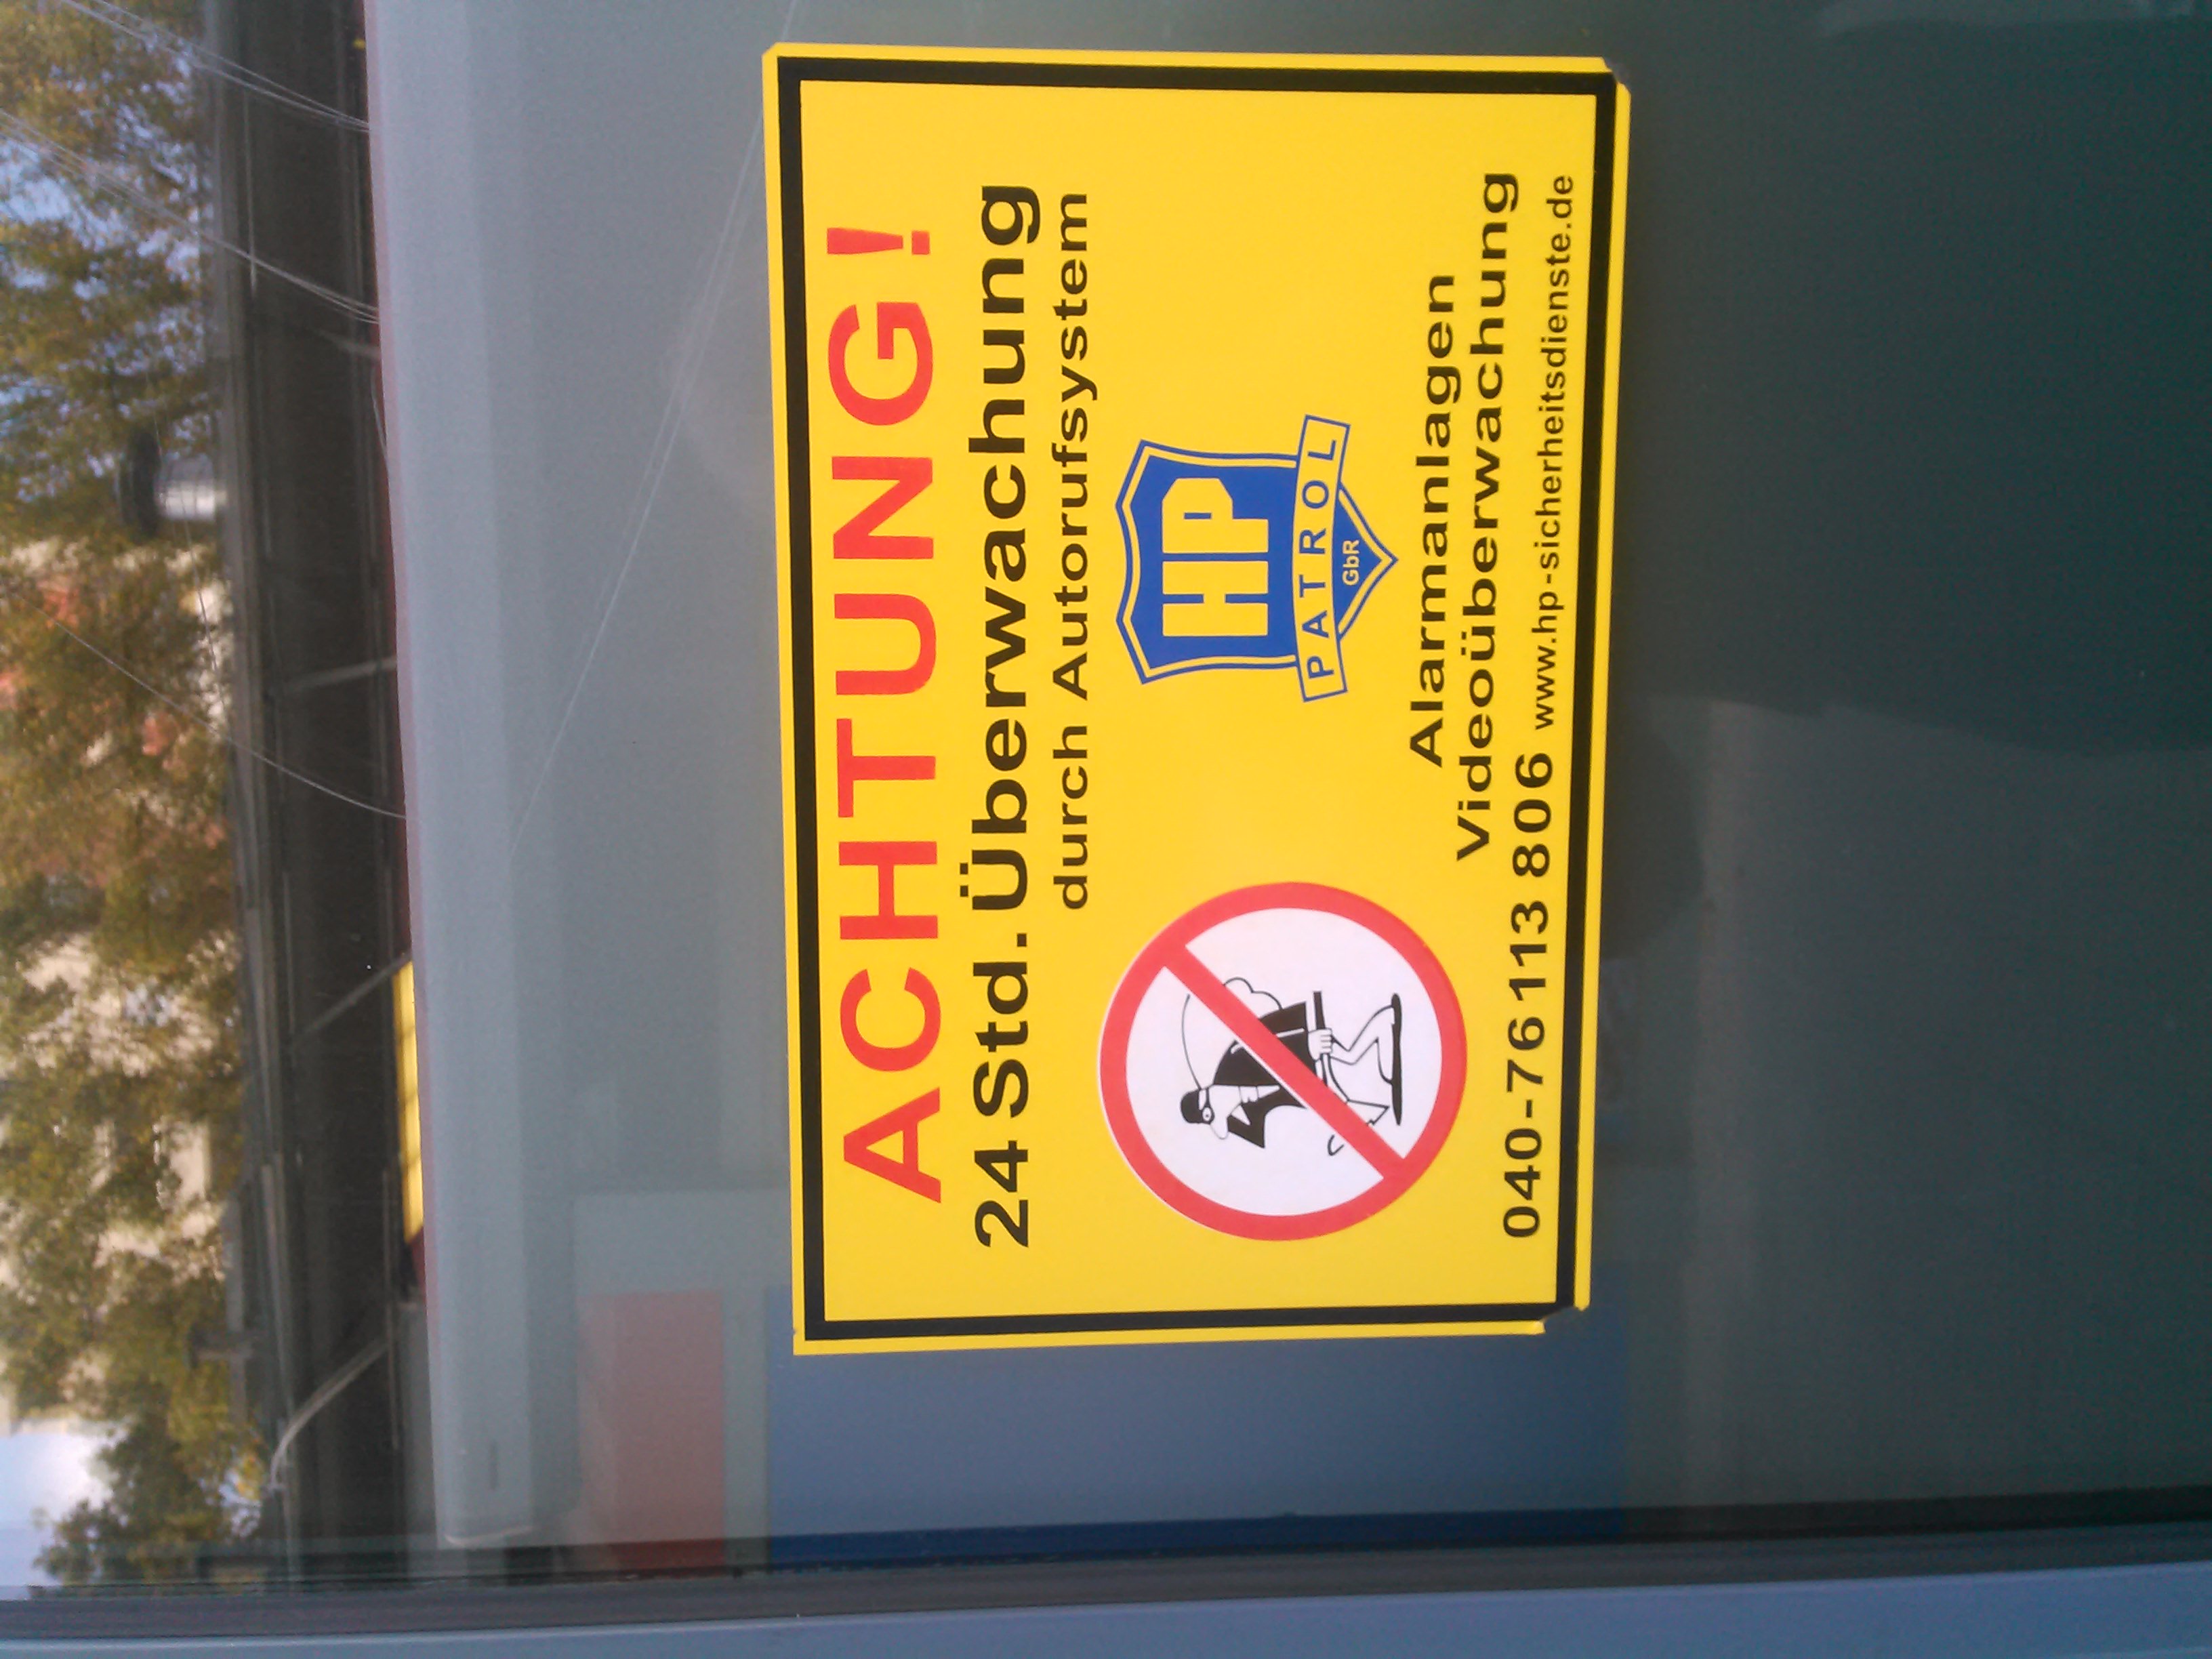 ACHTUNG!
24 Std. Überwachung
durch Autorufsystem
HP
PATROL
GbR
Alarmanlagen
Videoüberwachung
040-76 113 806 www.hp-sicherheitsdienste.de